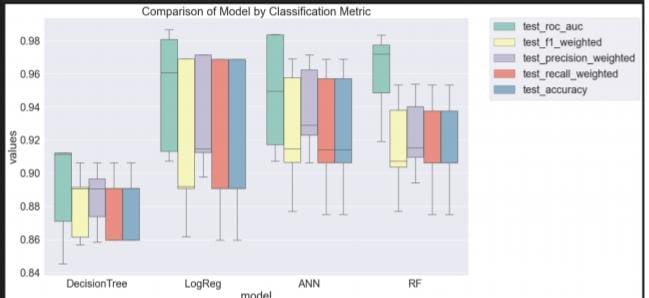 Comparison of Model by Classification Metric
values
0.98
0.96
0.94
0.92
0.90
0.88
0.86
0.84
DecisionTree LogReg ANN RF
model
test_roc_auc
test_f1_weighted
test_precision_weighted
test_recall_weighted
test_accuracy